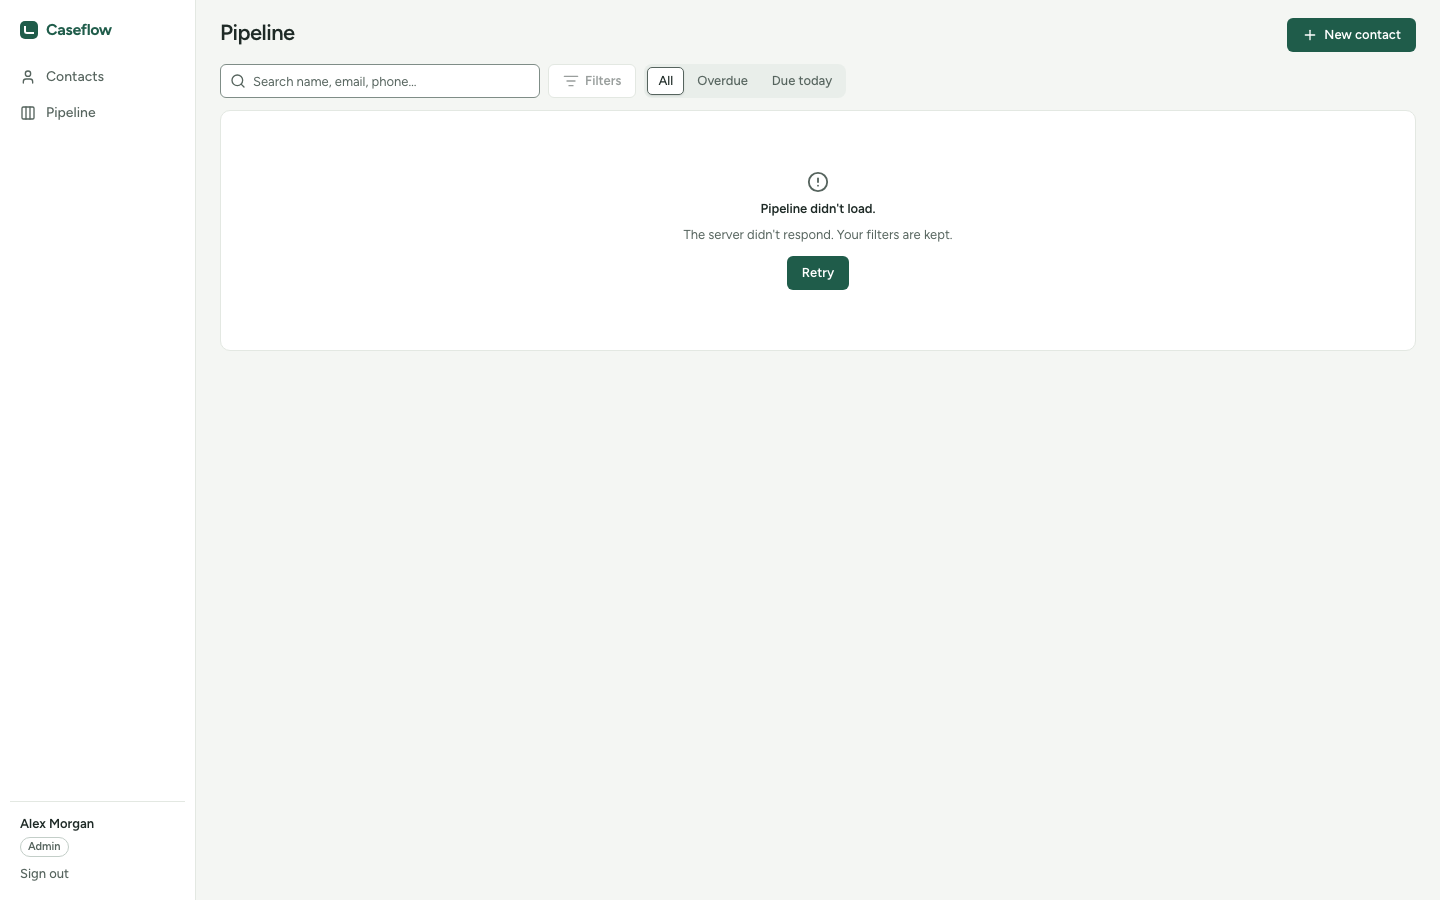 Caseflow
Contacts
Pipeline
Alex Morgan
Admin
Sign out
Pipeline
New contact
Search name, email, phone...
Filters
All
Overdue
Due today
Pipeline didn't load.
The server didn't respond. Your filters are kept.
Retry